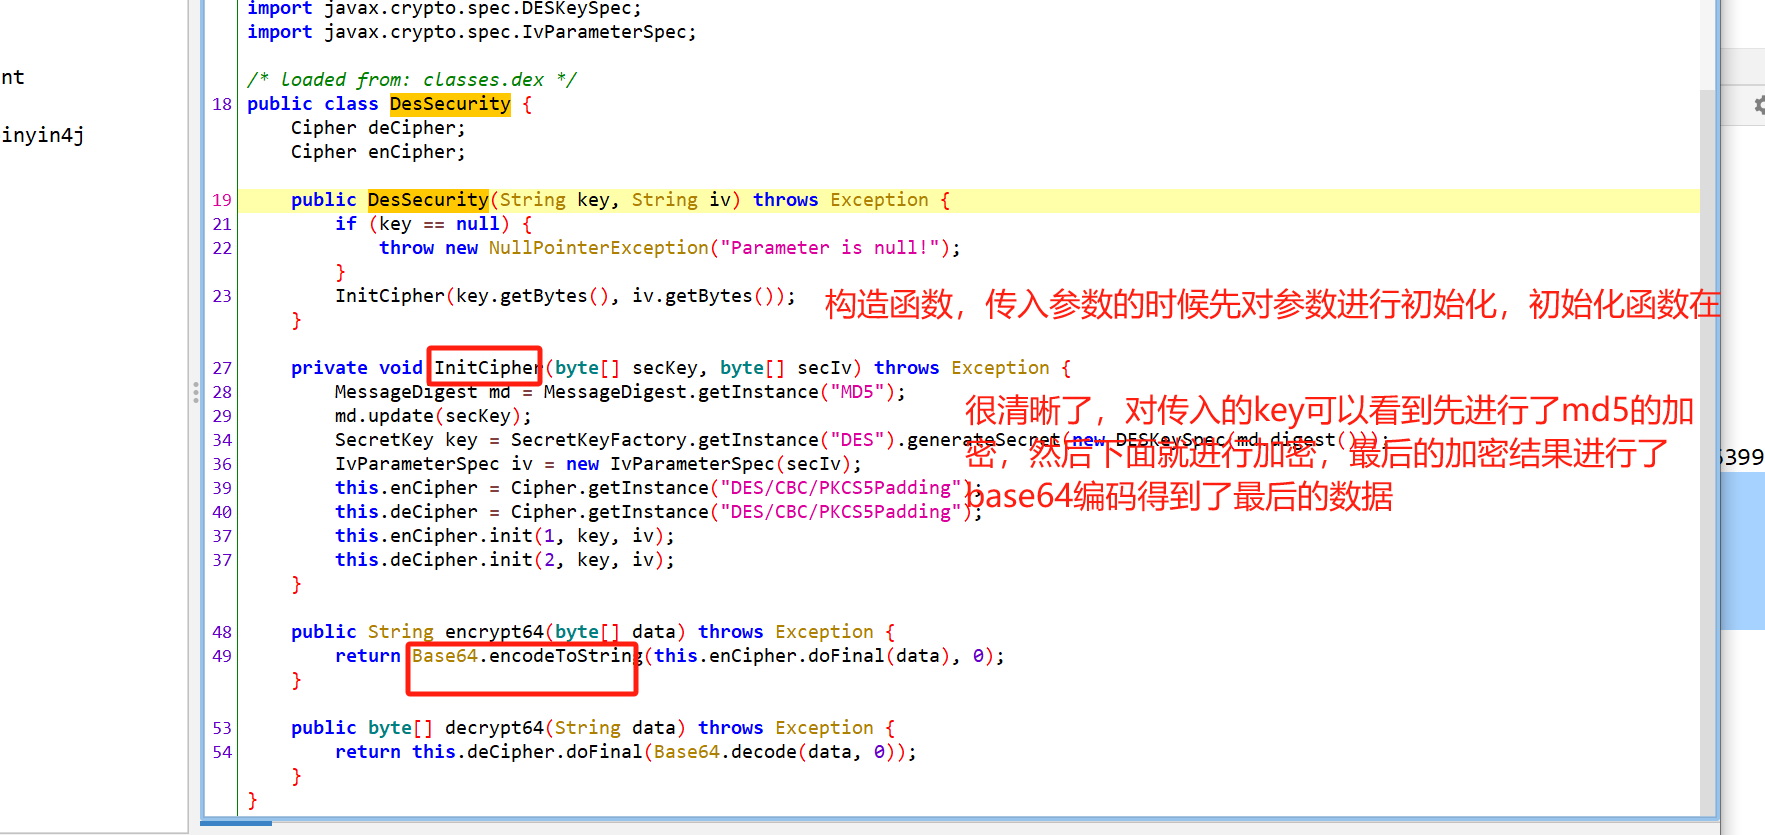 import javax.crypto.spec.DESKeySpec;
import javax.crypto.spec.IvParameterSpec;
nt
/* loaded from: classes.dex */
18 public class DesSecurity {
Cipher deCipher;
inyin4j
Cipher enCipher;
19 public DesSecurity(String key, String iv) throws Exception {
21 if (key == null) {
22 throw new NullPointerException("Parameter is null!");
}
23 InitCipher(key.getBytes(), iv.getBytes());
构造函数，传入参数的时候先对参数进行初始化，初始化函数在
}
27 private void InitCipher(byte[] secKey, byte[] secIv) throws Exception {
28 MessageDigest md = MessageDigest.getInstance("MD5");
29 md.update(secKey);
34 SecretKey key = SecretKeyFactory.getInstance("DES").generateSecret(new DESKeySpec(md.digest()));
36 IvParameterSpec iv = new IvParameterSpec(secIv);
39 this.enCipher = Cipher.getInstance("DES/CBC/PKCS5Padding");
40 this.deCipher = Cipher.getInstance("DES/CBC/PKCS5Padding");
37 this.enCipher.init(1, key, iv);
37 this.deCipher.init(2, key, iv);
}
很清晰了，对传入的key可以看到先进行了md5的加
密，然后下面就进行加密，最后的加密结果进行了
base64编码得到了最后的数据
6399
48 public String encrypt64(byte[] data) throws Exception {
49 return Base64.encodeToString(this.enCipher.doFinal(data), 0);
}
53 public byte[] decrypt64(String data) throws Exception {
54 return this.deCipher.doFinal(Base64.decode(data, 0));
}
}